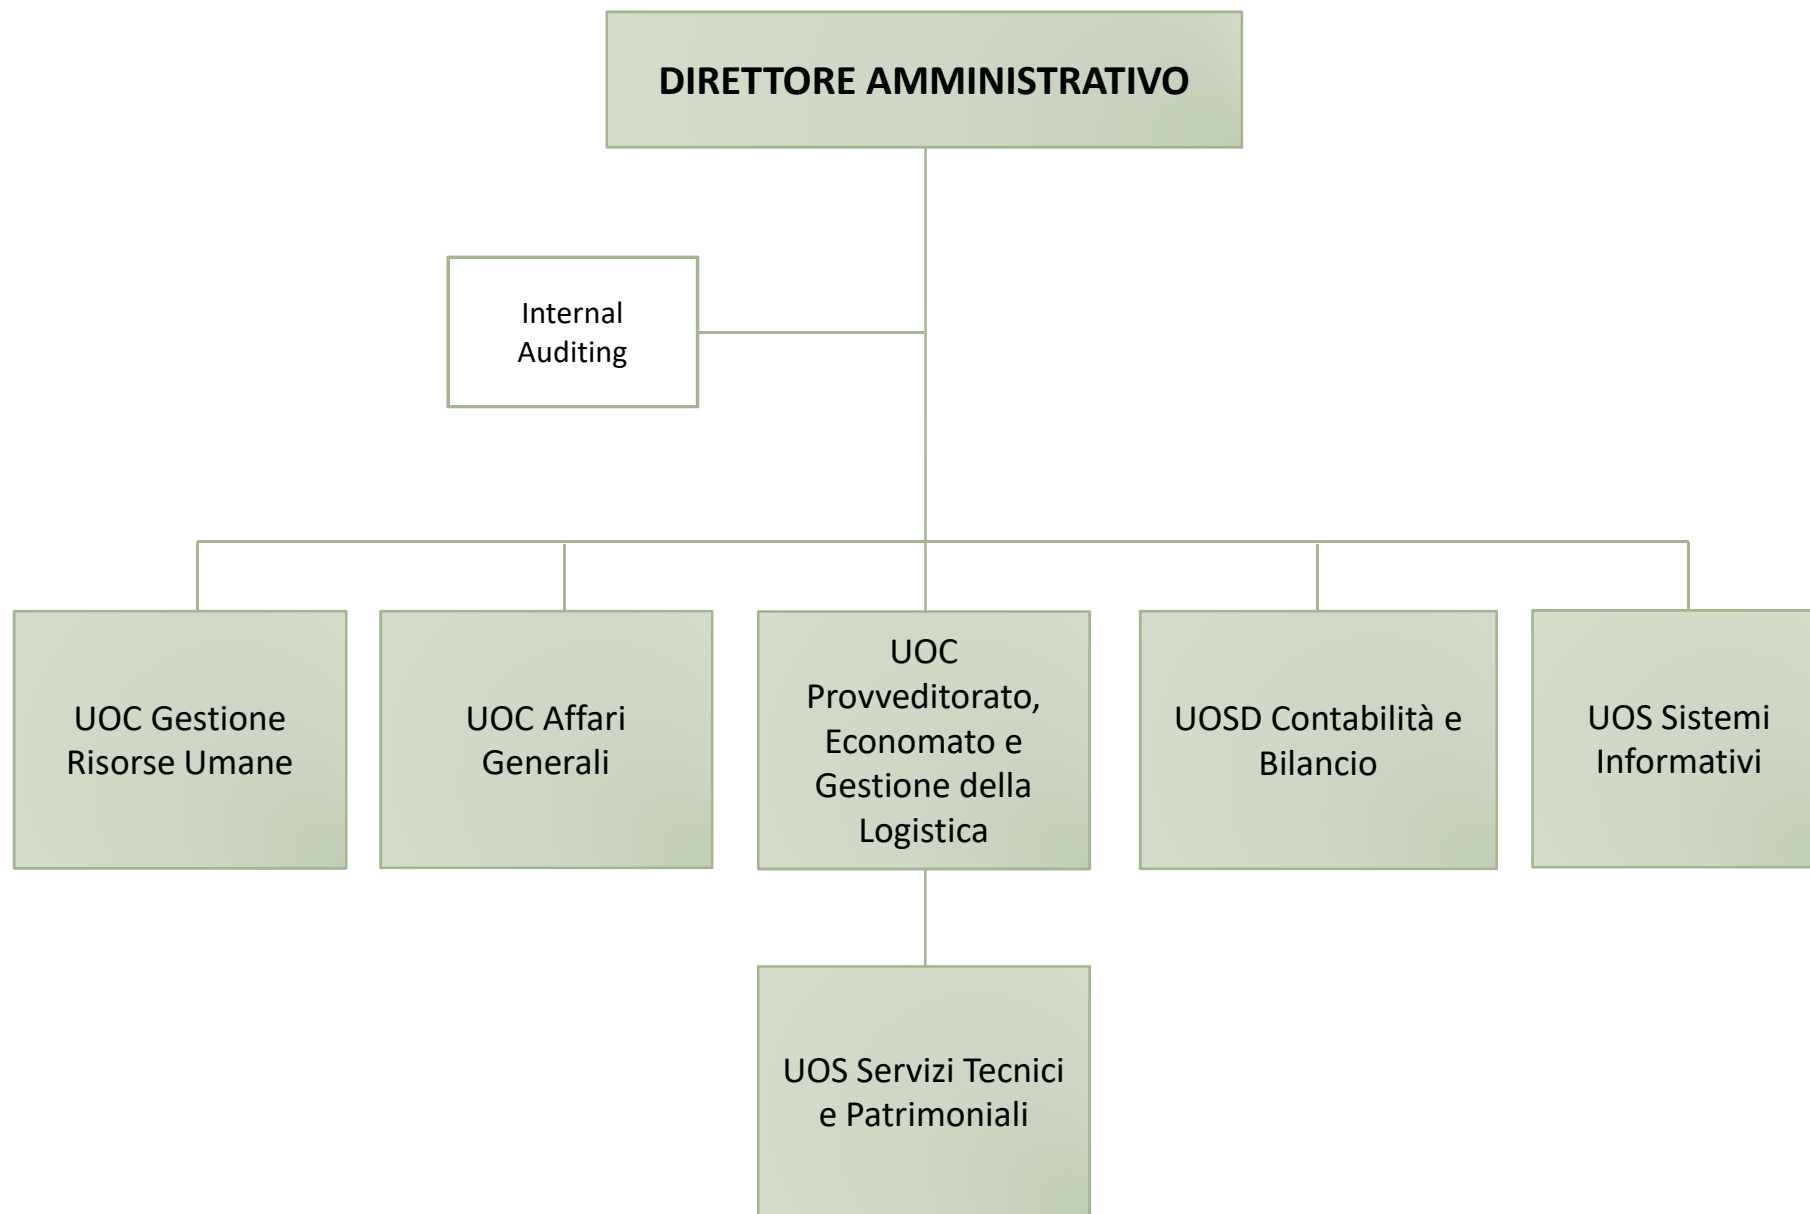 DIRETTORE AMMINISTRATIVO
Internal
Auditing
UOC Gestione
Risorse Umane
UOC Affari
Generali
UOC
Provveditorato,
Economato e
Gestione della
Logistica
UOSD Contabilità e
Bilancio
UOS Sistemi
Informativi
UOS Servizi Tecnici
e Patrimoniali